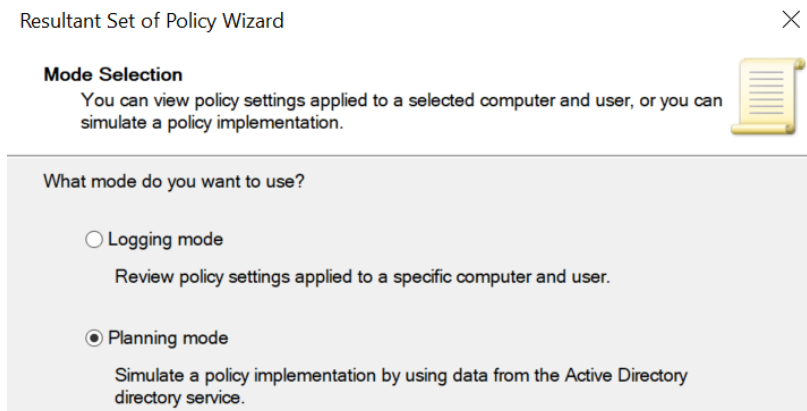 Resultant Set of Policy Wizard
Mode Selection
You can view policy settings applied to a selected computer and user, or you can
simulate a policy implementation.
What mode do you want to use?
Logging mode
Review policy settings applied to a specific computer and user.
Planning mode
Simulate a policy implementation by using data from the Active Directory
directory service.